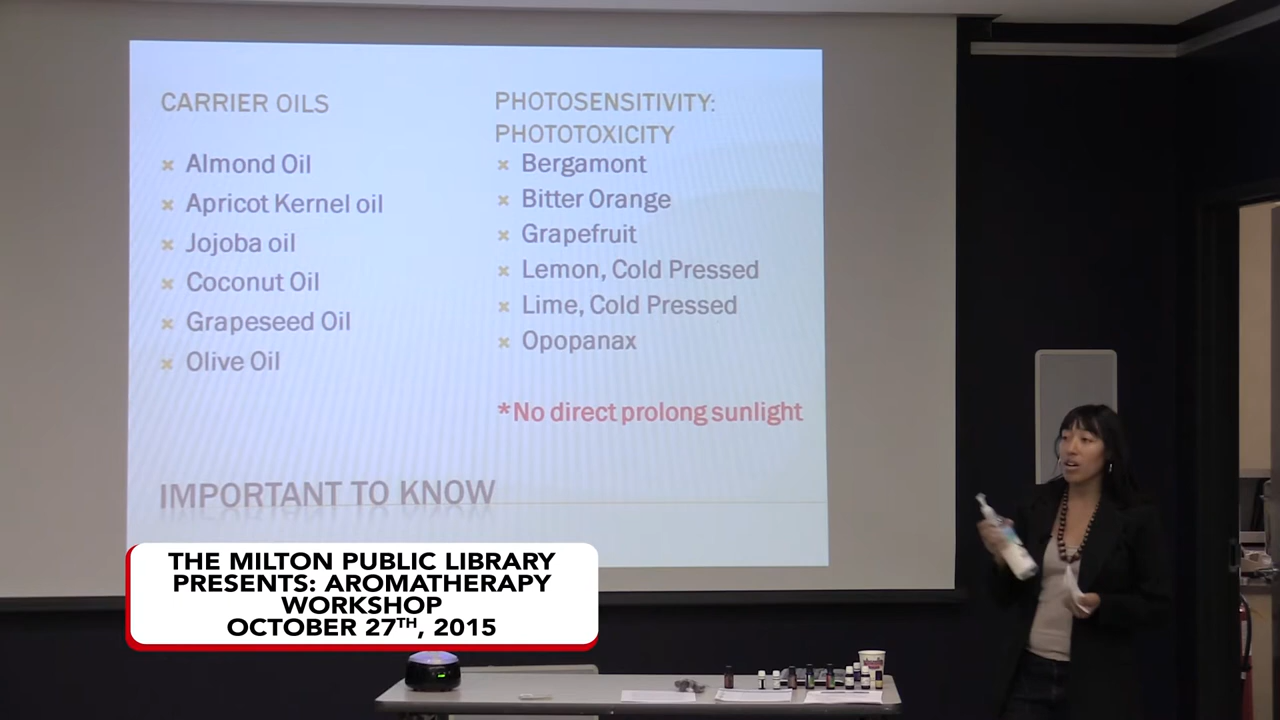 CARRIER OILS
Almond Oil
Apricot Kernel oil
Jojoba oil
Coconut Oil
Grapeseed Oil
Olive Oil
PHOTOSENSITIVITY:
PHOTOTOXICITY
Bergamont
Bitter Orange
Grapefruit
Lemon, Cold Pressed
Lime, Cold Pressed
Opopanax
*No direct prolong sunlight
IMPORTANT TO KNOW
THE MILTON PUBLIC LIBRARY
PRESENTS: AROMATHERAPY
WORKSHOP
OCTOBER 27TH, 2015